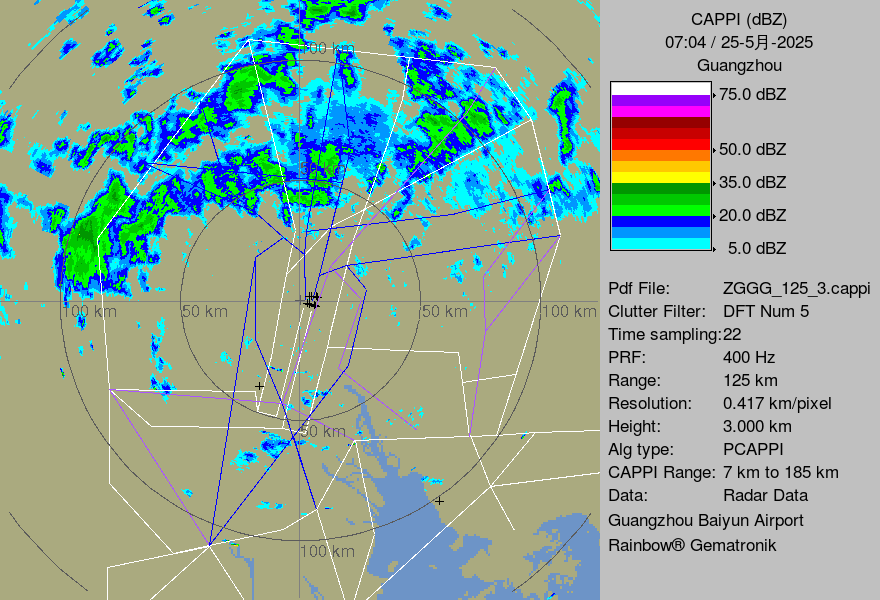 CAPPI (dBZ)
07:04 / 25-5月-2025
Guangzhou
75.0 dBZ
50.0 dBZ
35.0 dBZ
20.0 dBZ
5.0 dBZ
Pdf File: ZGGG_125_3.cappi
Clutter Filter: DFT Num 5
Time sampling:22
PRF: 400 Hz
Range: 125 km
Resolution: 0.417 km/pixel
Height: 3.000 km
Alg type: PCAPPI
CAPPI Range: 7 km to 185 km
Data: Radar Data
Guangzhou Baiyun Airport
Rainbow® Gematronik
100 km
100 km
50 km
50 km
100 km
50 km
100 km